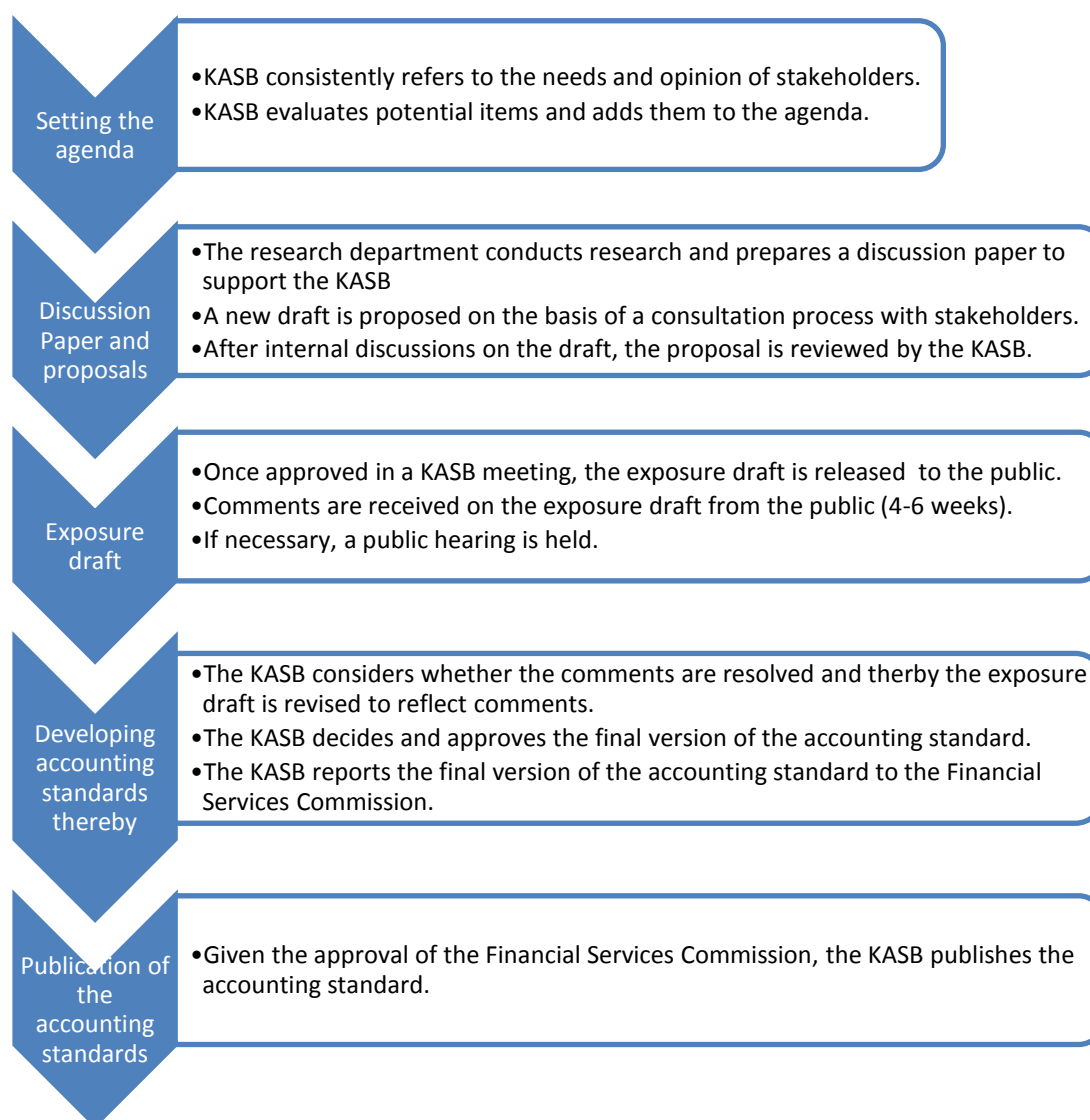 Setting the
agenda
•KASB consistently refers to the needs and opinion of stakeholders.
•KASB evaluates potential items and adds them to the agenda.
Discussion
Paper and
proposals
•The research department conducts research and prepares a discussion paper to
support the KASB
•A new draft is proposed on the basis of a consultation process with stakeholders.
•After internal discussions on the draft, the proposal is reviewed by the KASB.
Exposure
draft
•Once approved in a KASB meeting, the exposure draft is released to the public.
•Comments are received on the exposure draft from the public (4-6 weeks).
•If necessary, a public hearing is held.
Developing
accounting
standards
thereby
•The KASB considers whether the comments are resolved and therby the exposure
draft is revised to reflect comments.
•The KASB decides and approves the final version of the accounting standard.
•The KASB reports the final version of the accounting standard to the Financial
Services Commission.
Publication of
the
accounting
standards
•Given the approval of the Financial Services Commission, the KASB publishes the
accounting standard.